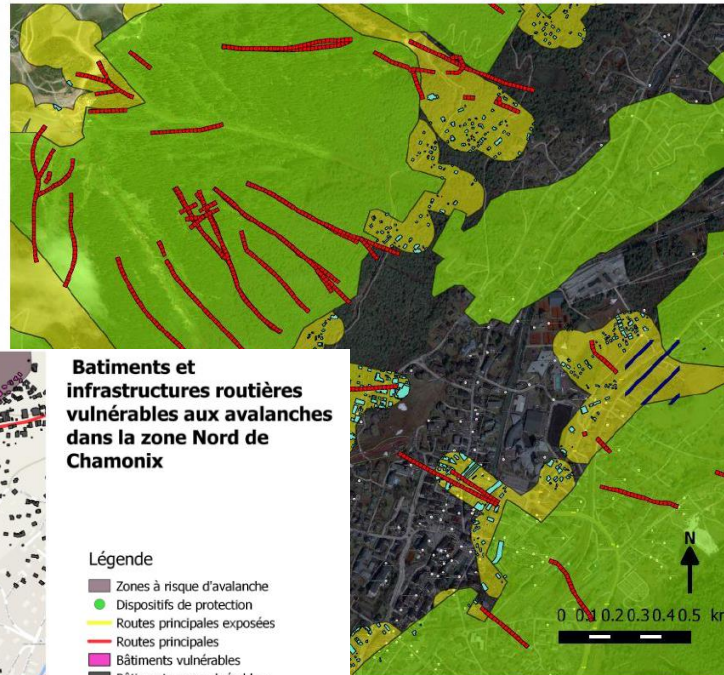 Batiments et
infrastructures routières
vulnérables aux avalanches
dans la zone Nord de
Chamonix
Légende
Zones à risque d'avalanche
Dispositifs de protection
Routes principales exposées
Routes principales
Bâtiments vulnérables
N
0 0.1 0.2 0.3 0.4 0.5 km